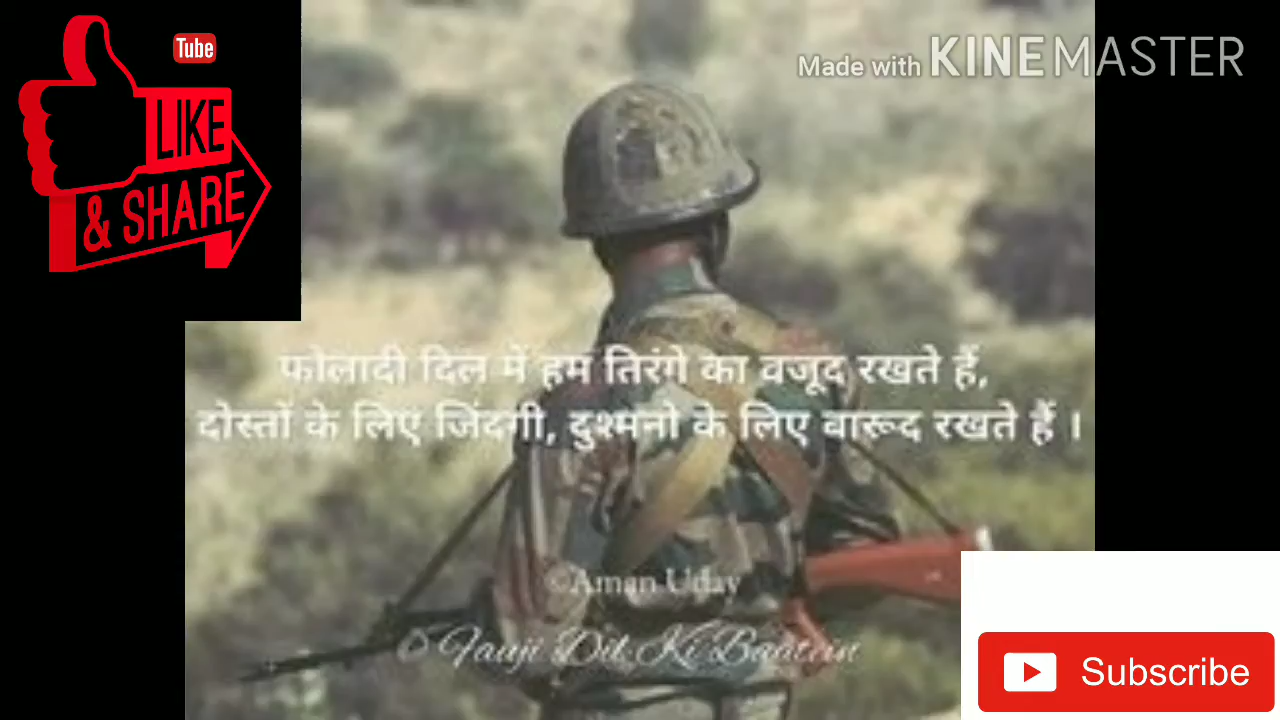 Tube
LIKE
& SHARE
Made with KINEMASTER
फोलादी दिल में हम तिरंगे का वजूद रखते हैं,
दोस्तों के लिए जिंदगी, दुश्मनो के लिए वारूद रखते हैं ।
©Aman Uday
© Fauji Dil Ki Baatein
Subscribe